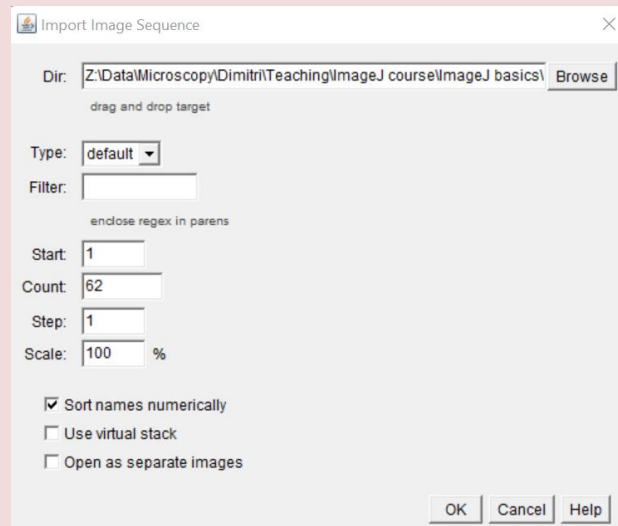 Import Image Sequence
Dir: Z:\Data\Microscopy\Dimitri\Teaching\ImageJ course\ImageJ basics\ Browse
drag and drop target
Type: default
Filter:
enclose regex in parens
Start: 1
Count: 62
Step: 1
Scale: 100 %
Sort names numerically
Use virtual stack
Open as separate images
OK Cancel Help